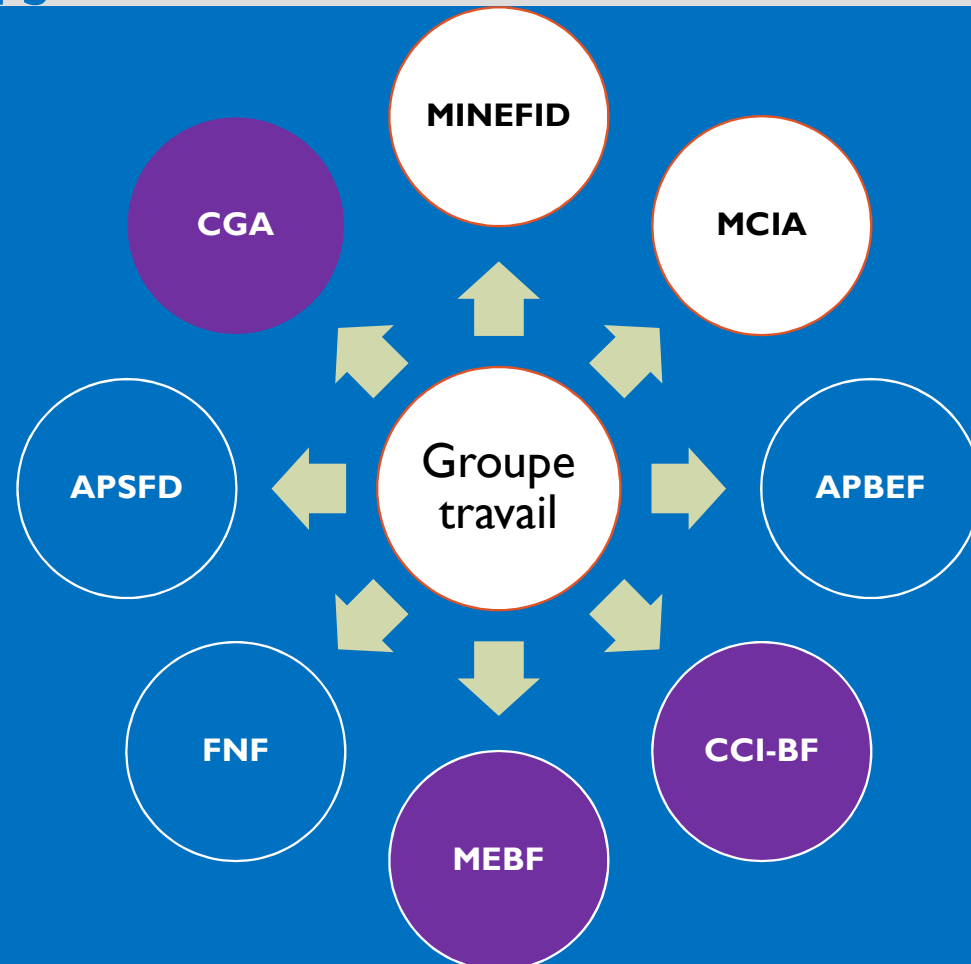 MINEFID
CGA
MCIA
Groupe
travail
APSFD
APBEF
FNF
CCI-BF
MEBF